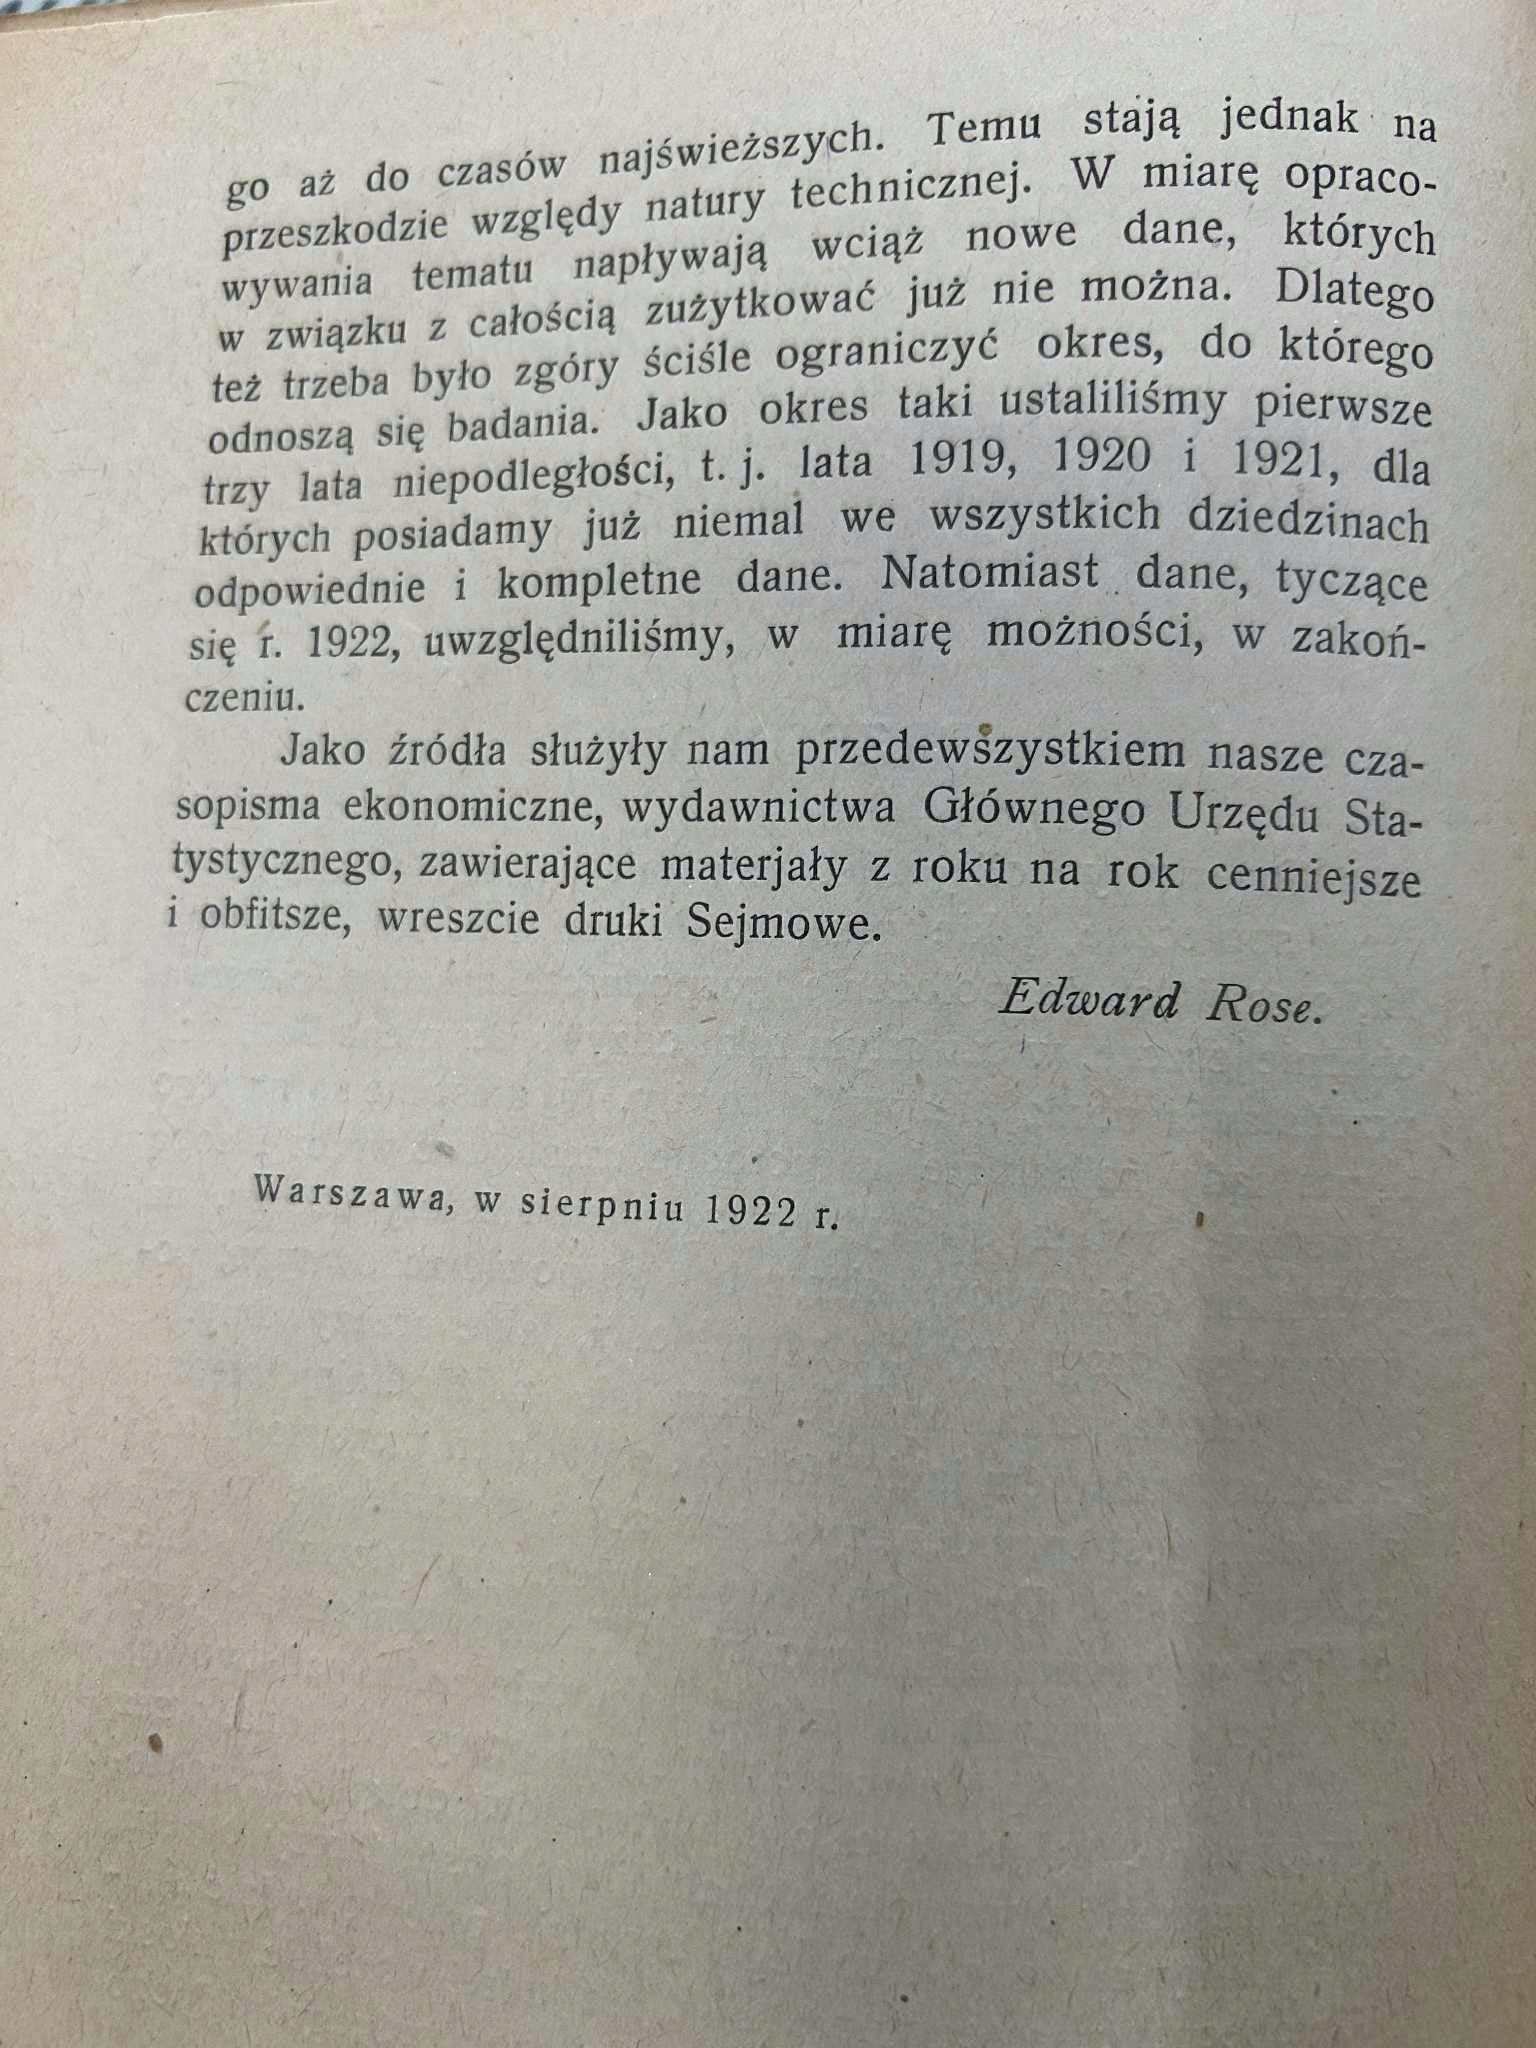 go aż do czasów najświeższych. Temu stają jednak na
przeszkodzie względy natury technicznej. W miarę opraco-
wywania tematu napływają wciąż nowe dane, których
w związku z całością zużytkować już nie można. Dlatego
też trzeba było zgóry ściśle ograniczyć okres, do którego
odnoszą się badania. Jako okres taki ustaliliśmy pierwsze
trzy lata niepodległości, t. j. lata 1919, 1920 i 1921, dla
których posiadamy już niemal we wszystkich dziedzinach
odpowiednie i kompletne dane. Natomiast dane, tyczące
się r. 1922, uwzględniliśmy, w miarę możności, w zakoń-
czeniu.
Jako źródła służyły nam przedewszystkiem nasze cza-
sopisma ekonomiczne, wydawnictwa Głównego Urzędu Sta-
tystycznego, zawierające materjały z roku na rok cenniejsze
i obfitsze, wreszcie druki Sejmowe.
Edward Rose.
Warszawa, w sierpniu 1922 r.